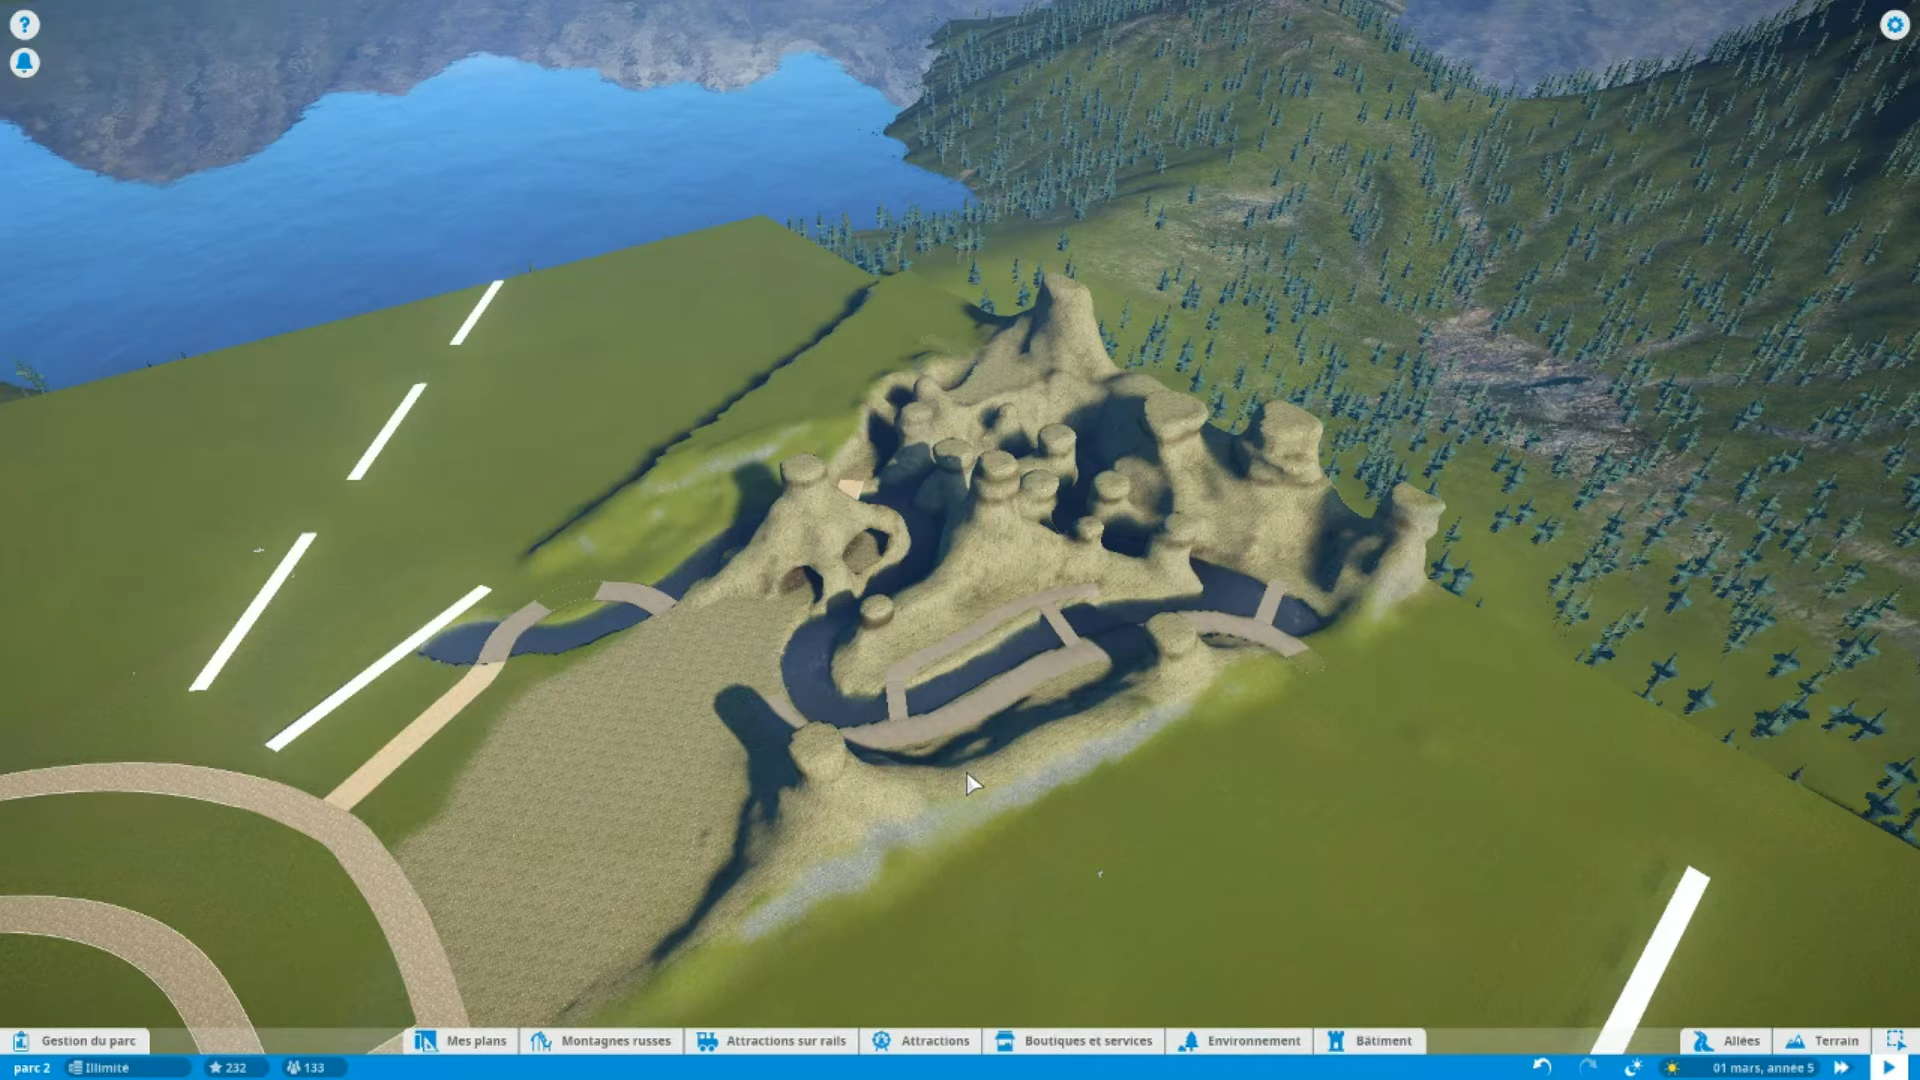 ?
Gestion du parc
Mes plans
Montagnes russes
Attractions sur rails
Attractions
Boutiques et services
Environnement
Bâtiment
Allées
Terrain
parc 2
Illimité
232
133
01 mars, année 5